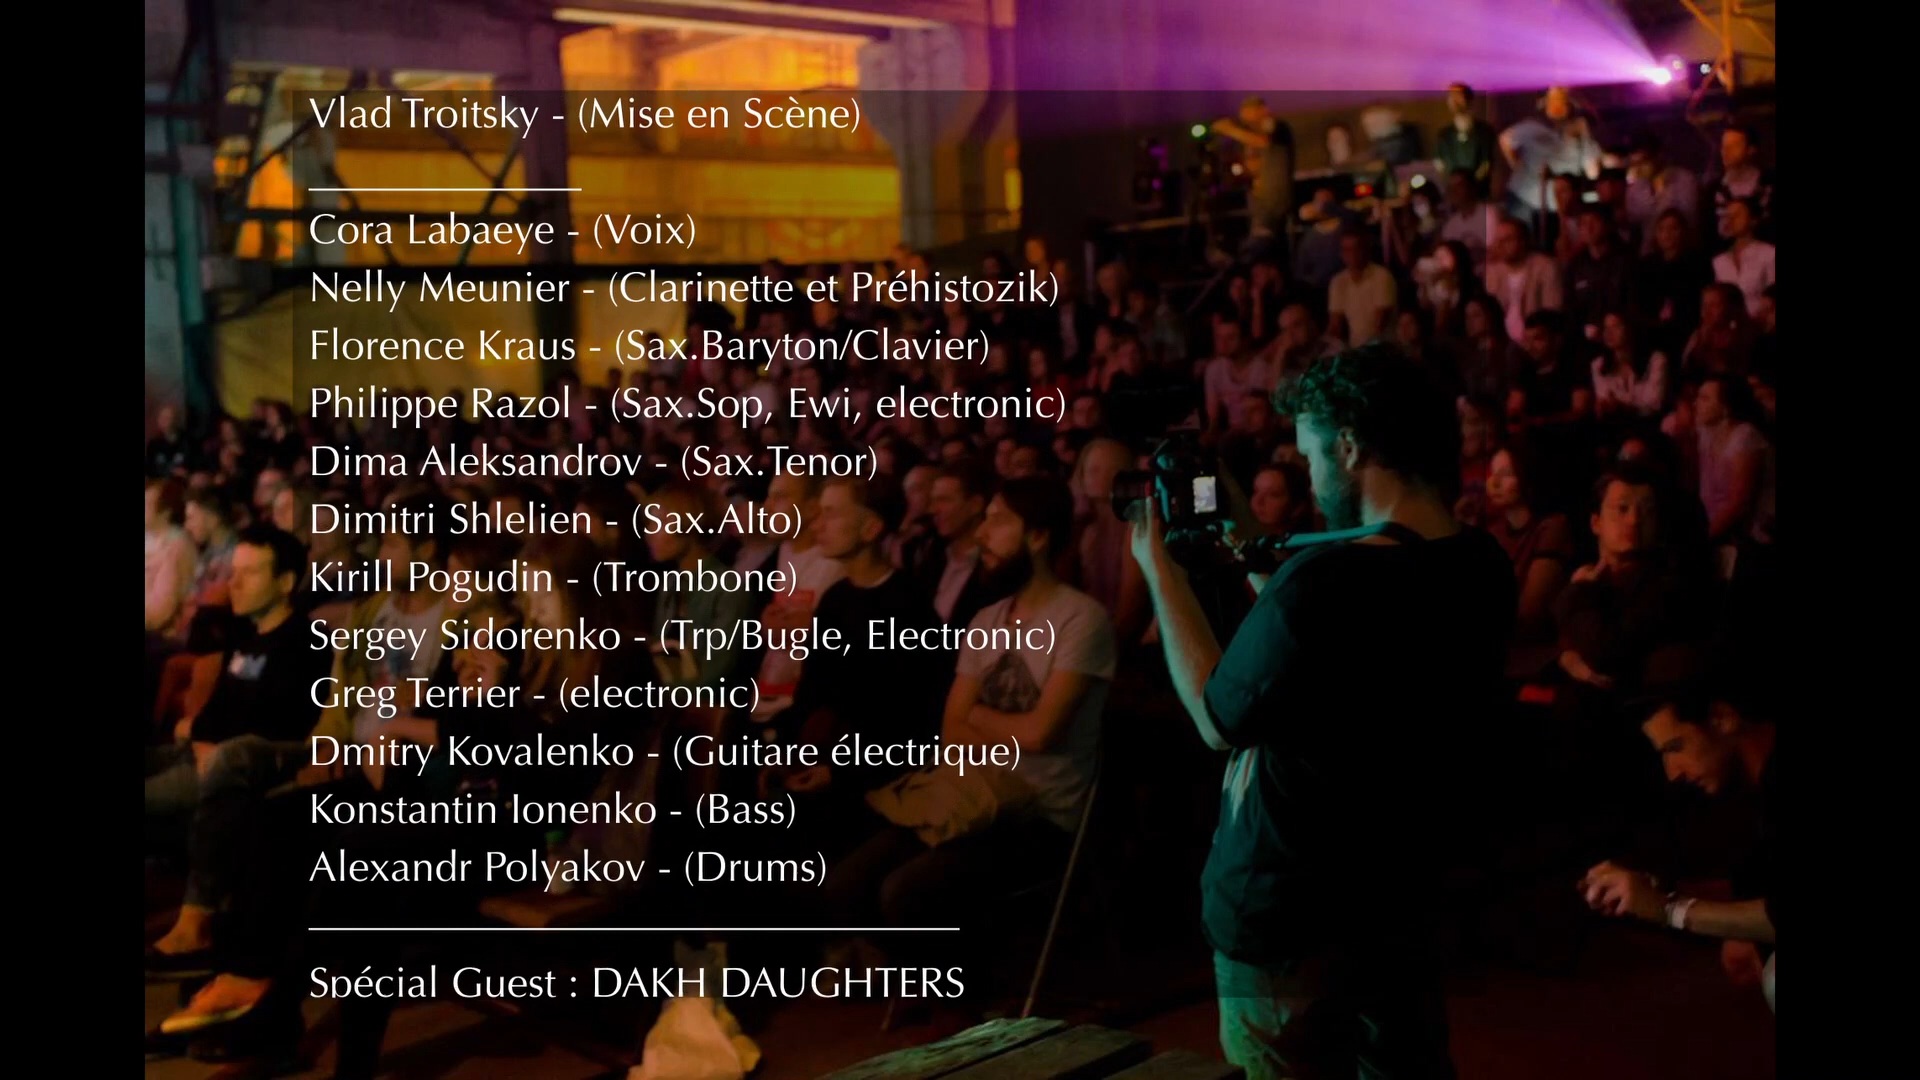 Vlad Troitsky - (Mise en Scène)
Cora Labaeye - (Voix)
Nelly Meunier - (Clarinette et Préhistozik)
Florence Kraus - (Sax.Baryton/Clavier)
Philippe Razol - (Sax.Sop, Ewi, electronic)
Dima Aleksandrov - (Sax.Tenor)
Dimitri Shlelien - (Sax.Alto)
Kirill Pogudin - (Trombone)
Sergey Sidorenko - (Trp/Bugle, Electronic)
Greg Terrier - (electronic)
Dmitry Kovalenko - (Guitare électrique)
Konstantin Ionenko - (Bass)
Alexandr Polyakov - (Drums)
Spécial Guest : DAKH DAUGHTERS